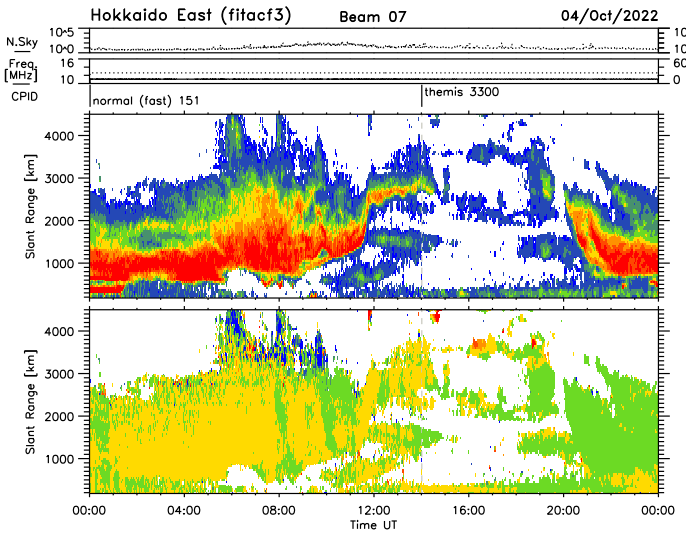 Hokkaido East (fitacf3) Beam 07 04/Oct/2022
N.Sky 10^5 10^0 10 10
Freq. [MHz] 16 10 60 0
CPID normal (fast) 151 themis 3300
Slant Range [km] 4000 3000 2000 1000
Slant Range [km] 4000 3000 2000 1000
00:00 04:00 08:00 12:00 16:00 20:00 00:00
Time UT